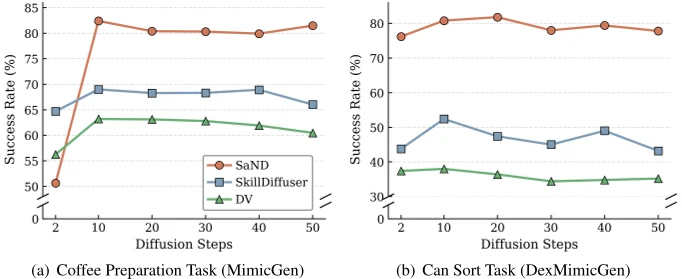 85
80
75
70
65
60
55
50
0
Success Rate (%)
2 10 20 30 40 50
Diffusion Steps
SaND
SkillDiffuser
DV
(a) Coffee Preparation Task (MimicGen)
80
70
60
50
40
30
0
Success Rate (%)
2 10 20 30 40 50
Diffusion Steps
(b) Can Sort Task (DexMimicGen)